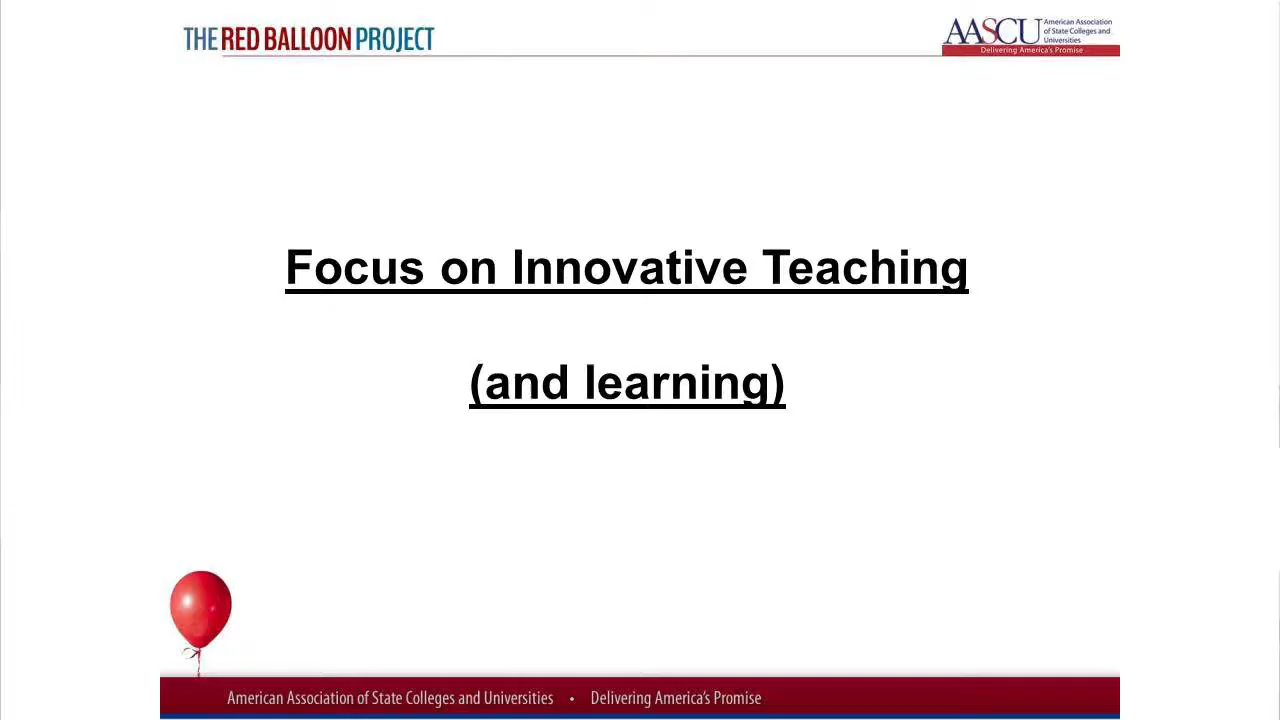 THE RED BALLOON PROJECT
AASCU
American Association
of State Colleges and
Universities
Delivering America's Promise
Focus on Innovative Teaching
(and learning)
American Association of State Colleges and Universities • Delivering America's Promise